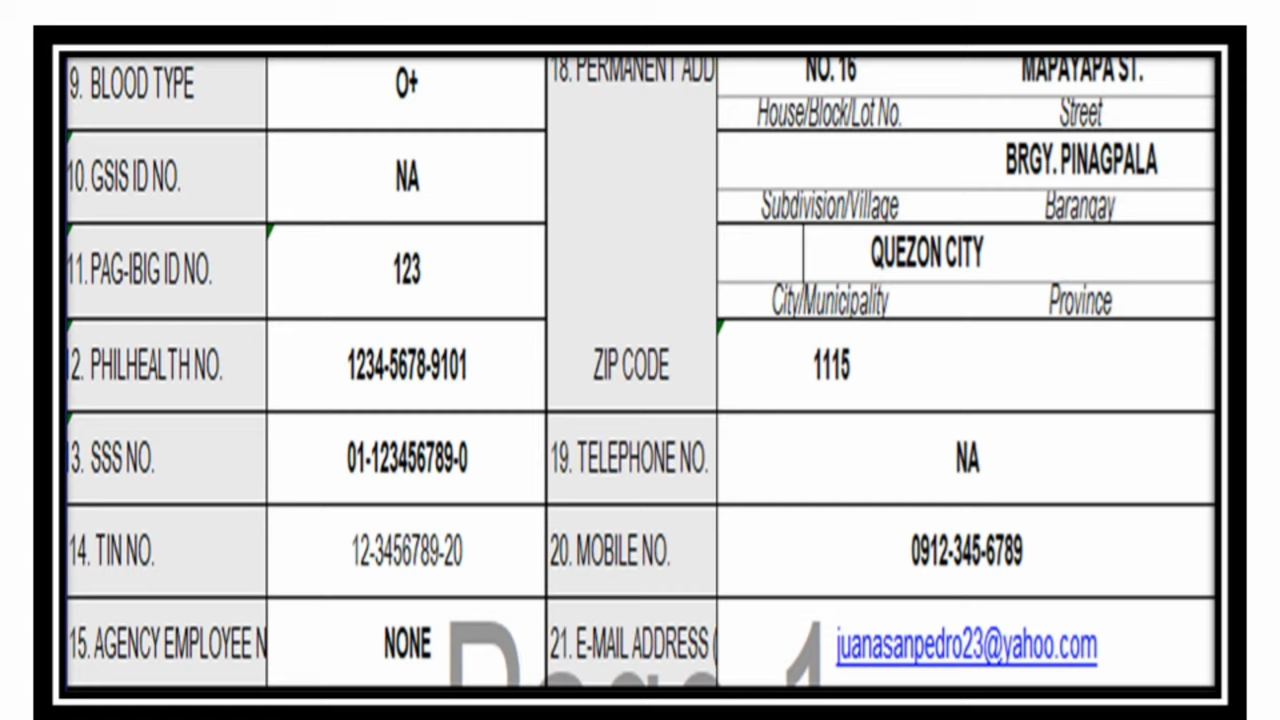 9. BLOOD TYPE
O+
10. GSIS ID NO.
NA
11. PAG-IBIG ID NO.
123
2. PHILHEALTH NO.
1234-5678-9101
3. SSS NO.
01-123456789-0
14. TIN NO.
12-3456789-20
15. AGENCY EMPLOYEE N
NONE
18. PERMANENT ADD
NO. 16 MAPAYAPA ST.
House/Block/Lot No. Street
BRGY. PINAGPALA
Subdivision/Village Barangay
QUEZON CITY
City/Municipality Province
ZIP CODE
1115
19. TELEPHONE NO.
NA
20. MOBILE NO.
0912-345-6789
21. E-MAIL ADDRESS (
juanasanpedro23@yahoo.com
Page 1